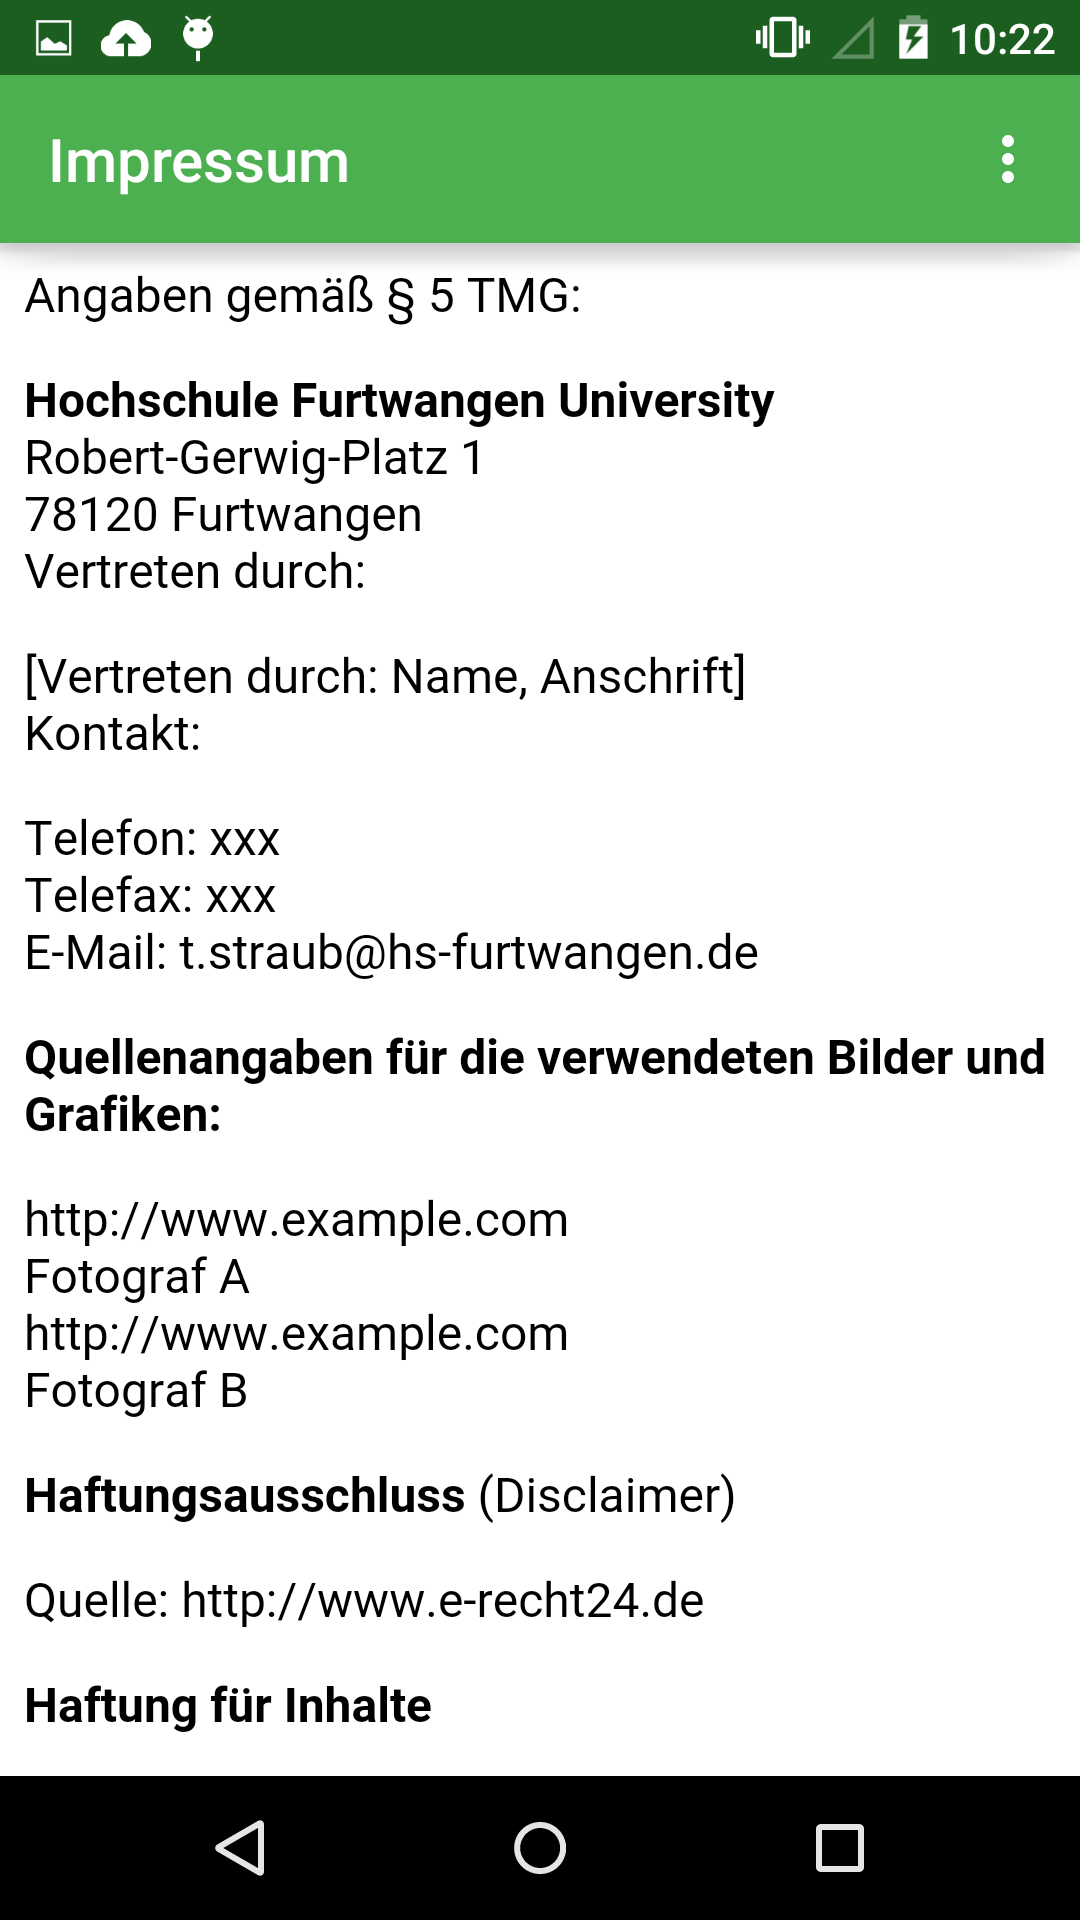 10:22
Impressum
Angaben gemäß § 5 TMG:
Hochschule Furtwangen University
Robert-Gerwig-Platz 1
78120 Furtwangen
Vertreten durch:
[Vertreten durch: Name, Anschrift]
Kontakt:
Telefon: xxx
Telefax: xxx
E-Mail: t.straub@hs-furtwangen.de
Quellenangaben für die verwendeten Bilder und
Grafiken:
http://www.example.com
Fotograf A
http://www.example.com
Fotograf B
Haftungsausschluss (Disclaimer)
Quelle: http://www.e-recht24.de
Haftung für Inhalte